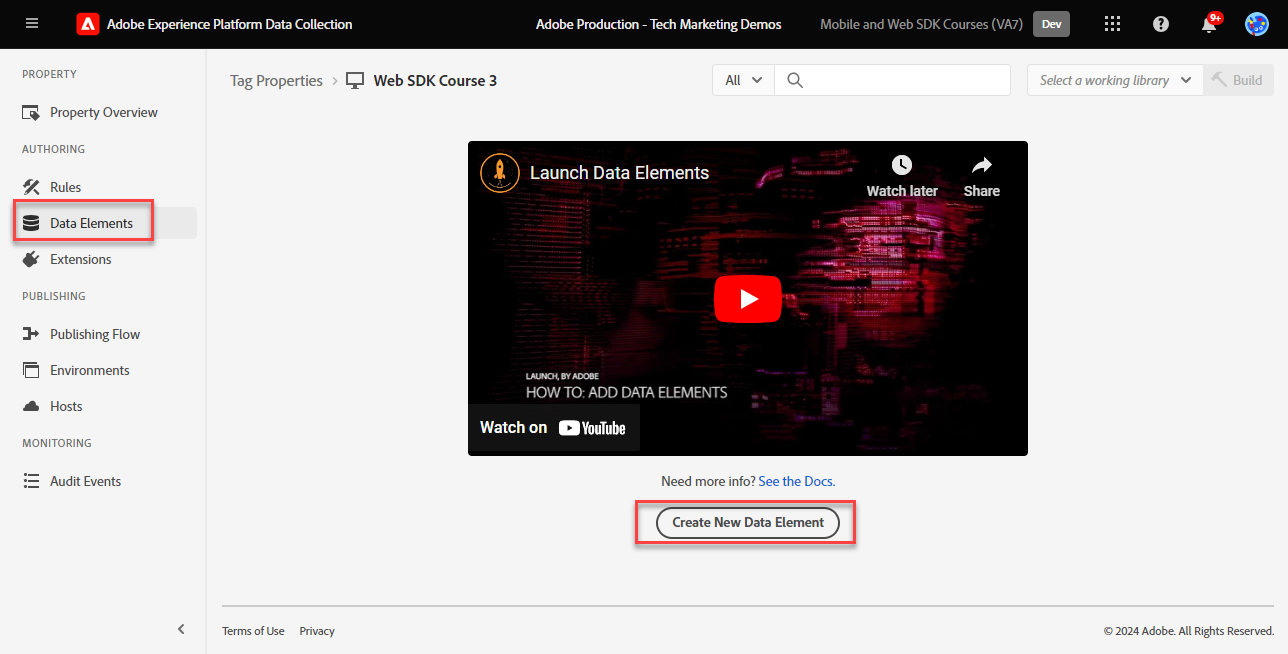 Adobe Experience Platform Data Collection
Adobe Production - Tech Marketing Demos
Mobile and Web SDK Courses (VA7)
Dev
9+
PROPERTY
Property Overview
AUTHORING
Rules
Data Elements
Extensions
PUBLISHING
Publishing Flow
Environments
Hosts
MONITORING
Audit Events
Tag Properties
Web SDK Course 3
All
Select a working library
Build
Launch Data Elements
Watch later
Share
LAUNCH, BY ADOBE
HOW TO: ADD DATA ELEMENTS
Watch on YouTube
Need more info? See the Docs.
Create New Data Element
Terms of Use
Privacy
© 2024 Adobe. All Rights Reserved.